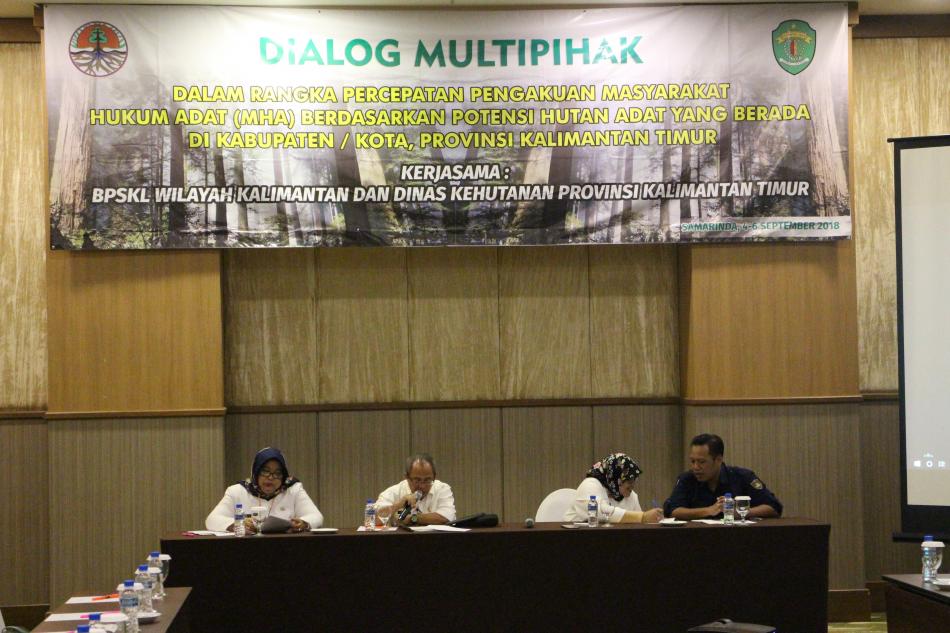 DIALOG MULTIPIHAK
DALAM RANGKA PERCEPATAN PENGAKUAN MASYARAKAT
HUKUM ADAT (MHA) BERDASARKAN POTENSI HUTAN ADAT YANG BERADA
DI KABUPATEN / KOTA, PROVINSI KALIMANTAN TIMUR
KERJASAMA :
BPSKL WILAYAH KALIMANTAN DAN DINAS KEHUTANAN PROVINSI KALIMANTAN TIMUR
SAMARINDA, 4-6 SEPTEMBER 2018